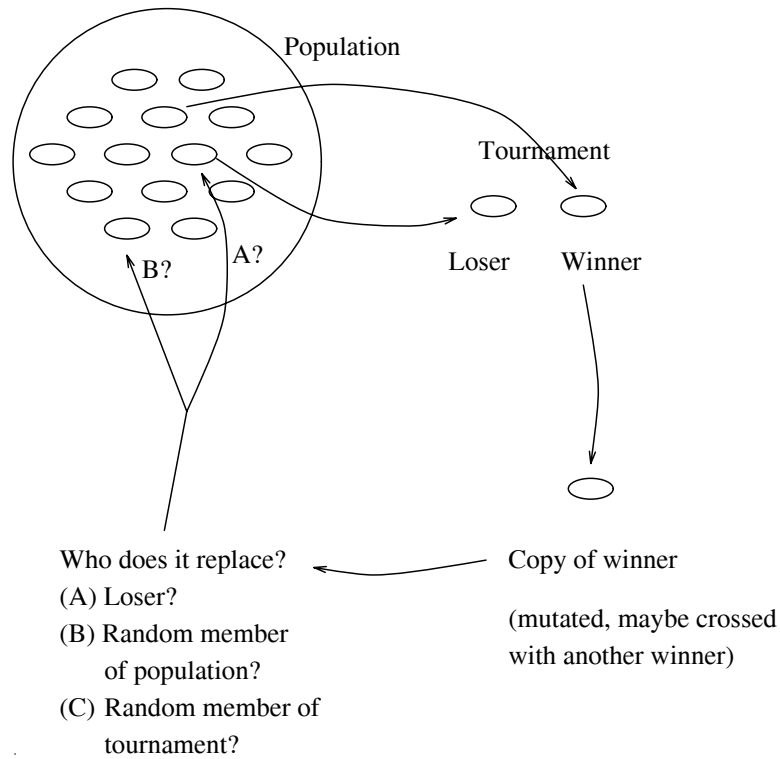 Population
Tournament
Loser Winner
A?
B?
Who does it replace?
(A) Loser?
(B) Random member
of population?
(C) Random member of
tournament?
Copy of winner
(mutated, maybe crossed
with another winner)